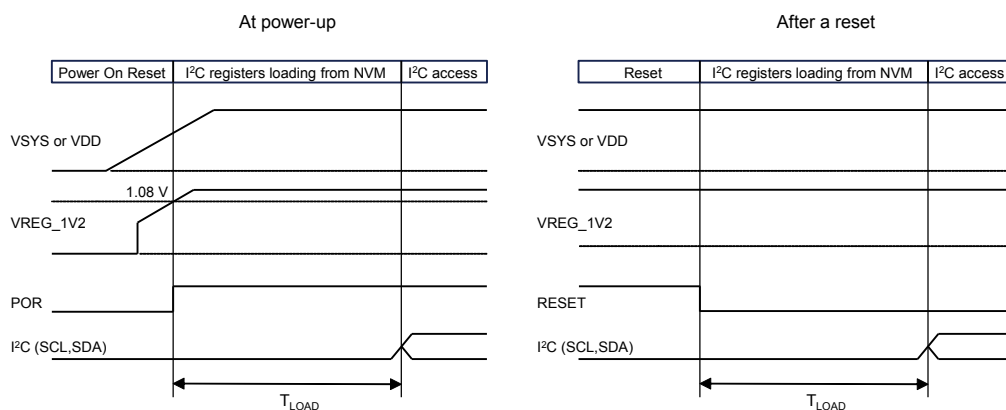 At power-up
Power On Reset
I²C registers loading from NVM
I²C access
VSYS or VDD
1.08 V
VREG_1V2
POR
I²C (SCL,SDA)
TLOAD
After a reset
Reset
I²C registers loading from NVM
I²C access
VSYS or VDD
VREG_1V2
RESET
I²C (SCL,SDA)
TLOAD